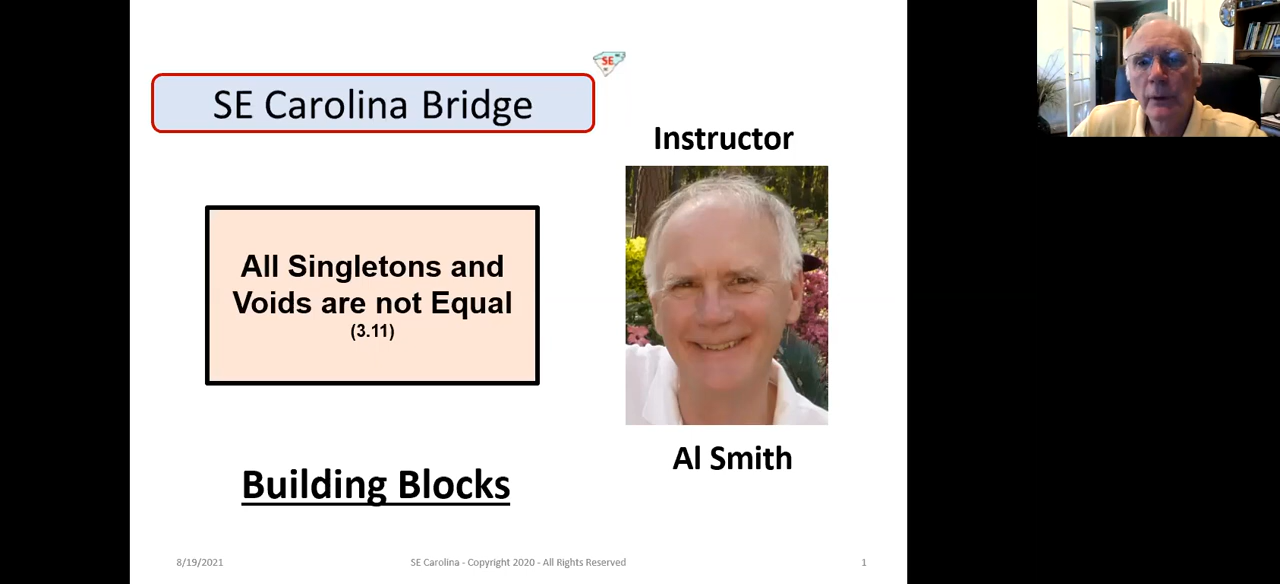 SE
SE Carolina Bridge
Instructor
All Singletons and
Voids are not Equal
(3.11)
Al Smith
Building Blocks
8/19/2021
SE Carolina - Copyright 2020 - All Rights Reserved
1